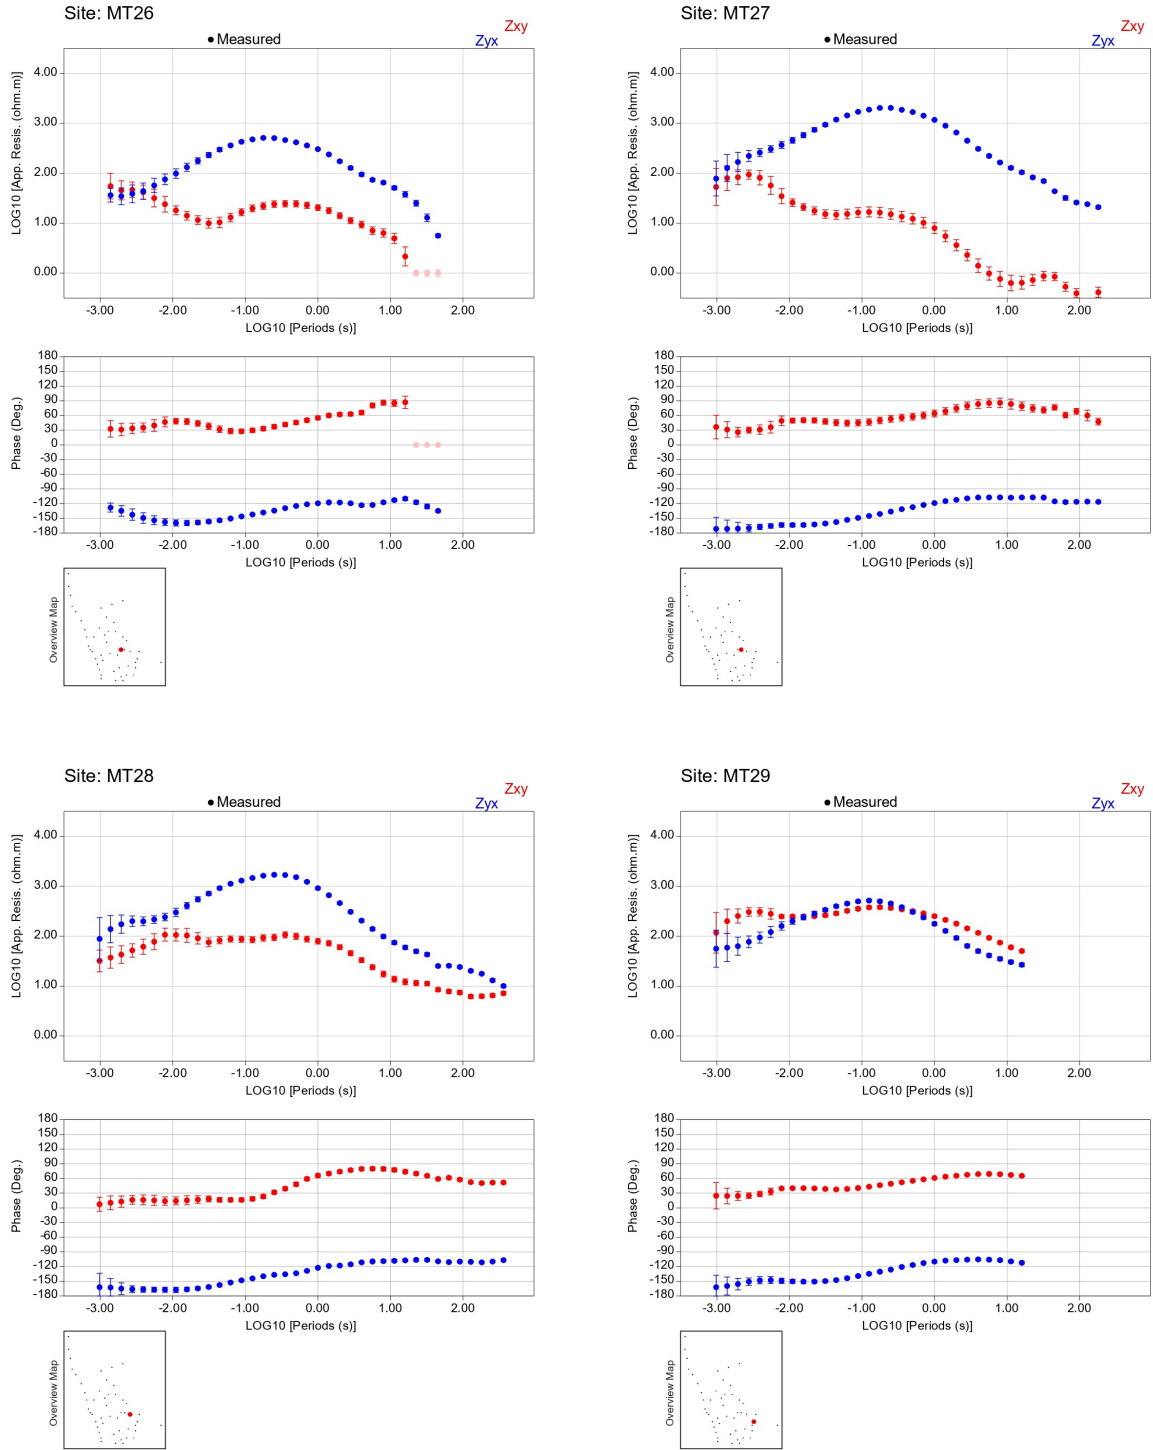 Site: MT26
Zxy
● Measured
Zyx
LOG10 [App. Resis. (ohm.m)]
4.00
3.00
2.00
1.00
0.00
-3.00 -2.00 -1.00 0.00 1.00 2.00
LOG10 [Periods (s)]
Phase (Deg.)
180
150
120
90
60
30
0
-30
-60
-90
-120
-150
-180
-3.00 -2.00 -1.00 0.00 1.00 2.00
LOG10 [Periods (s)]
Overview Map
Site: MT27
Zxy
● Measured
Zyx
LOG10 [App. Resis. (ohm.m)]
4.00
3.00
2.00
1.00
0.00
-3.00 -2.00 -1.00 0.00 1.00 2.00
LOG10 [Periods (s)]
Phase (Deg.)
180
150
120
90
60
30
0
-30
-60
-90
-120
-150
-180
-3.00 -2.00 -1.00 0.00 1.00 2.00
LOG10 [Periods (s)]
Overview Map
Site: MT28
Zxy
● Measured
Zyx
LOG10 [App. Resis. (ohm.m)]
4.00
3.00
2.00
1.00
0.00
-3.00 -2.00 -1.00 0.00 1.00 2.00
LOG10 [Periods (s)]
Phase (Deg.)
180
150
120
90
60
30
0
-30
-60
-90
-120
-150
-180
-3.00 -2.00 -1.00 0.00 1.00 2.00
LOG10 [Periods (s)]
Overview Map
Site: MT29
Zxy
● Measured
Zyx
LOG10 [App. Resis. (ohm.m)]
4.00
3.00
2.00
1.00
0.00
-3.00 -2.00 -1.00 0.00 1.00 2.00
LOG10 [Periods (s)]
Phase (Deg.)
180
150
120
90
60
30
0
-30
-60
-90
-120
-150
-180
-3.00 -2.00 -1.00 0.00 1.00 2.00
LOG10 [Periods (s)]
Overview Map